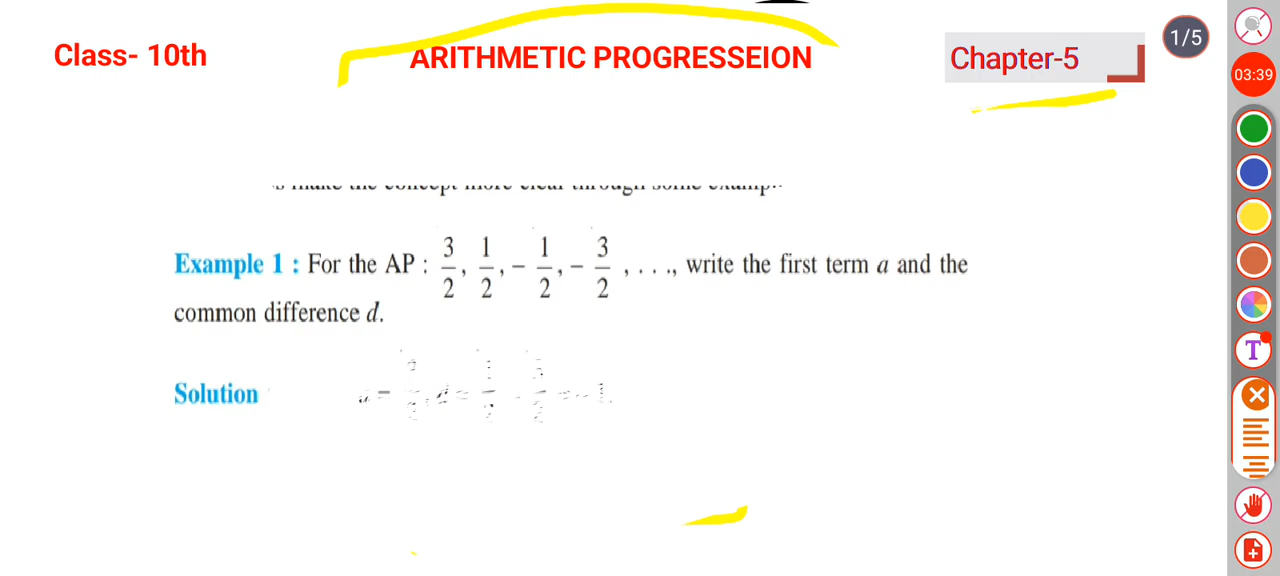 Class- 10th ARITHMETIC PROGRESSEION Chapter-5 1/5
03:39
Example 1 : For the AP : 3/2, 1/2, – 1/2, – 3/2, . . ., write the first term a and the
common difference d.
Solution
T